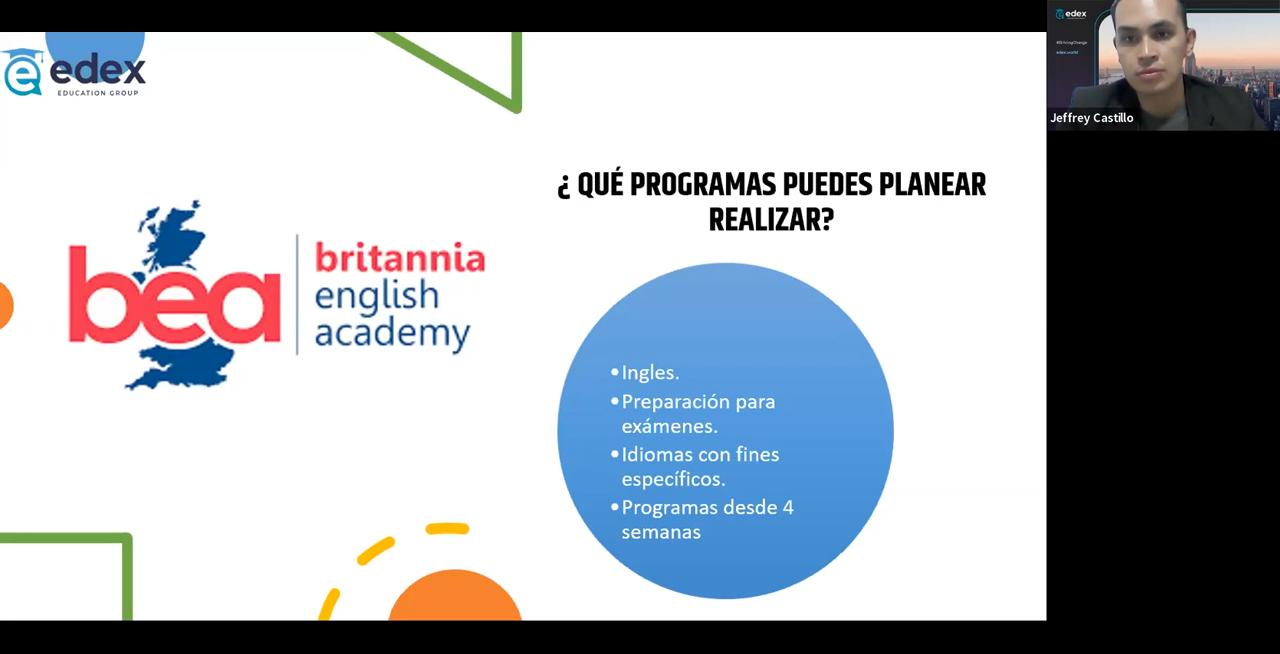 edex
EDUCATION GROUP
bea
britannia
english
academy
¿ QUÉ PROGRAMAS PUEDES PLANEAR
REALIZAR?
•Ingles.
•Preparación para
exámenes.
•Idiomas con fines
específicos.
•Programas desde 4
semanas
edex
Jeffrey Castillo